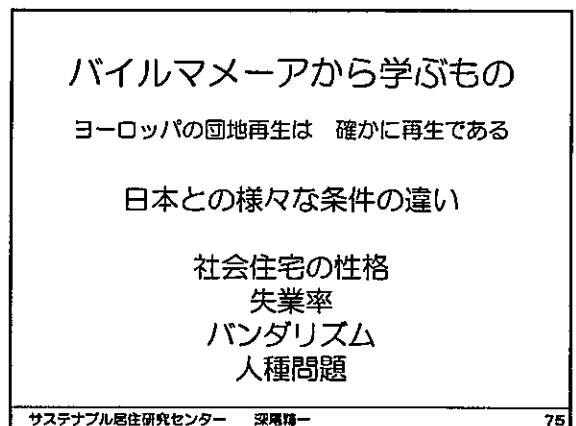 バイルマメーアから学ぶもの
ヨーロッパの団地再生は 確かに再生である
日本との様々な条件の違い
社会住宅の性格
失業率
バンダリズム
人種問題
サステナブル居住研究センター 深尾精一 75